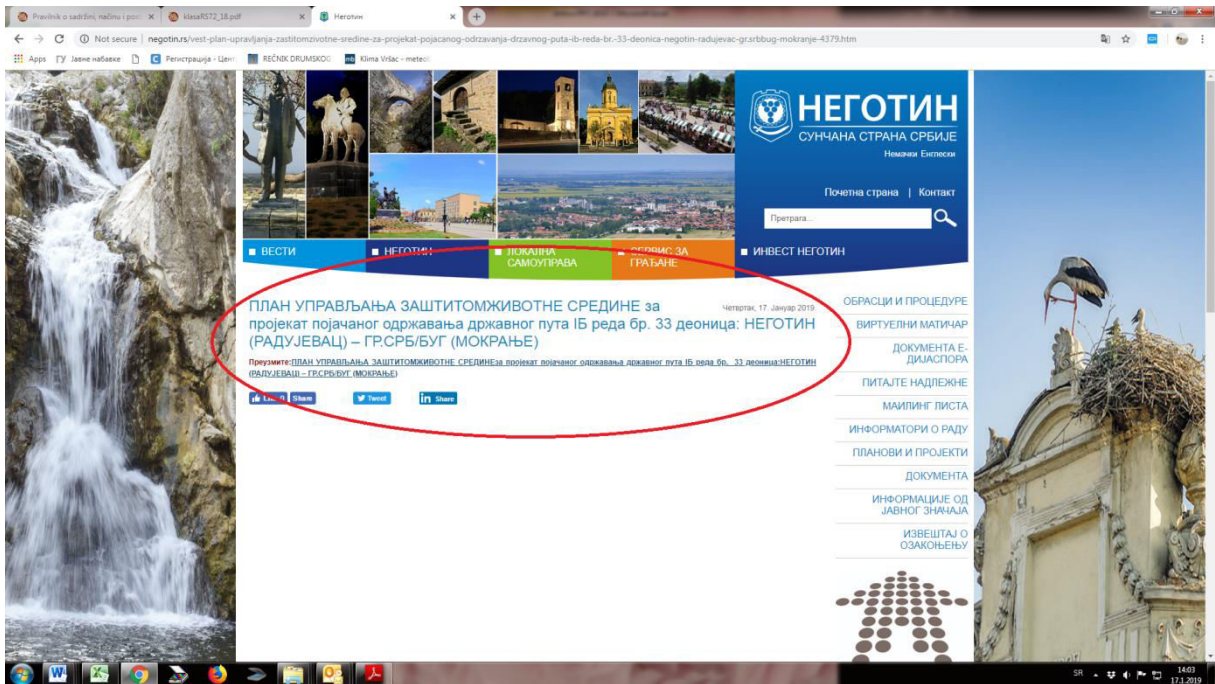 Pravilnik o sadržini, načinu i post
klasaRS72_18.pdf
Неготин
Not secure | negotin.rs/vest-plan-upravljanja-zastitomzivotne-sredine-za-projekat-pojacanog-odrzavanja-drzavnog-puta-ib-reda-br.-33-deonica-negotin-radujevac-gr.srbbug-mokranje-4379.htm
Apps
Јавне набавке
Регистрација - Цент
REČNIK DRUMSKOG
Klima Vršac - meteo
НЕГОТИН
СУНЧАНА СТРАНА СРБИЈЕ
Немачки Енглески
Почетна страна | Контакт
Претрага...
ВЕСТИ
НЕГОТИН
ЛОКАЛНА
САМОУПРАВА
СЕРВИС ЗА
ГРАЂАНЕ
ИНВЕСТ НЕГОТИН
ПЛАН УПРАВЉАЊА ЗАШТИТОМЖИВОТНЕ СРЕДИНЕ за
Четвртак, 17. Јануар 2019.
пројекат појачаног одржавања државног пута IБ реда бр. 33 деоница: НЕГОТИН
(РАДУЈЕВАЦ) – ГР.СРБ/БУГ (МОКРАЊЕ)
Преузмите:ПЛАН УПРАВЉАЊА ЗАШТИТОМЖИВОТНЕ СРЕДИНЕза пројекат појачаног одржавања државног пута IБ реда бр. 33 деоница:НЕГОТИН
(РАДУЈЕВАЦ) – ГР.СРБ/БУГ (МОКРАЊЕ)
Share
Tweet
in Share
ОБРАСЦИ И ПРОЦЕДУРЕ
ВИРТУЕЛНИ МАТИЧАР
ДОКУМЕНТА Е-
ДИЈАСПОРА
ПИТАЈТЕ НАДЛЕЖНЕ
МАИЛИНГ ЛИСТА
ИНФОРМАТОРИ О РАДУ
ПЛАНОВИ И ПРОЈЕКТИ
ДОКУМЕНТА
ИНФОРМАЦИЈЕ ОД
ЈАВНОГ ЗНАЧАЈА
ИЗВЕШТАЈ О
ОЗАКОЊЕЊУ
SR
14:03
17.1.2019